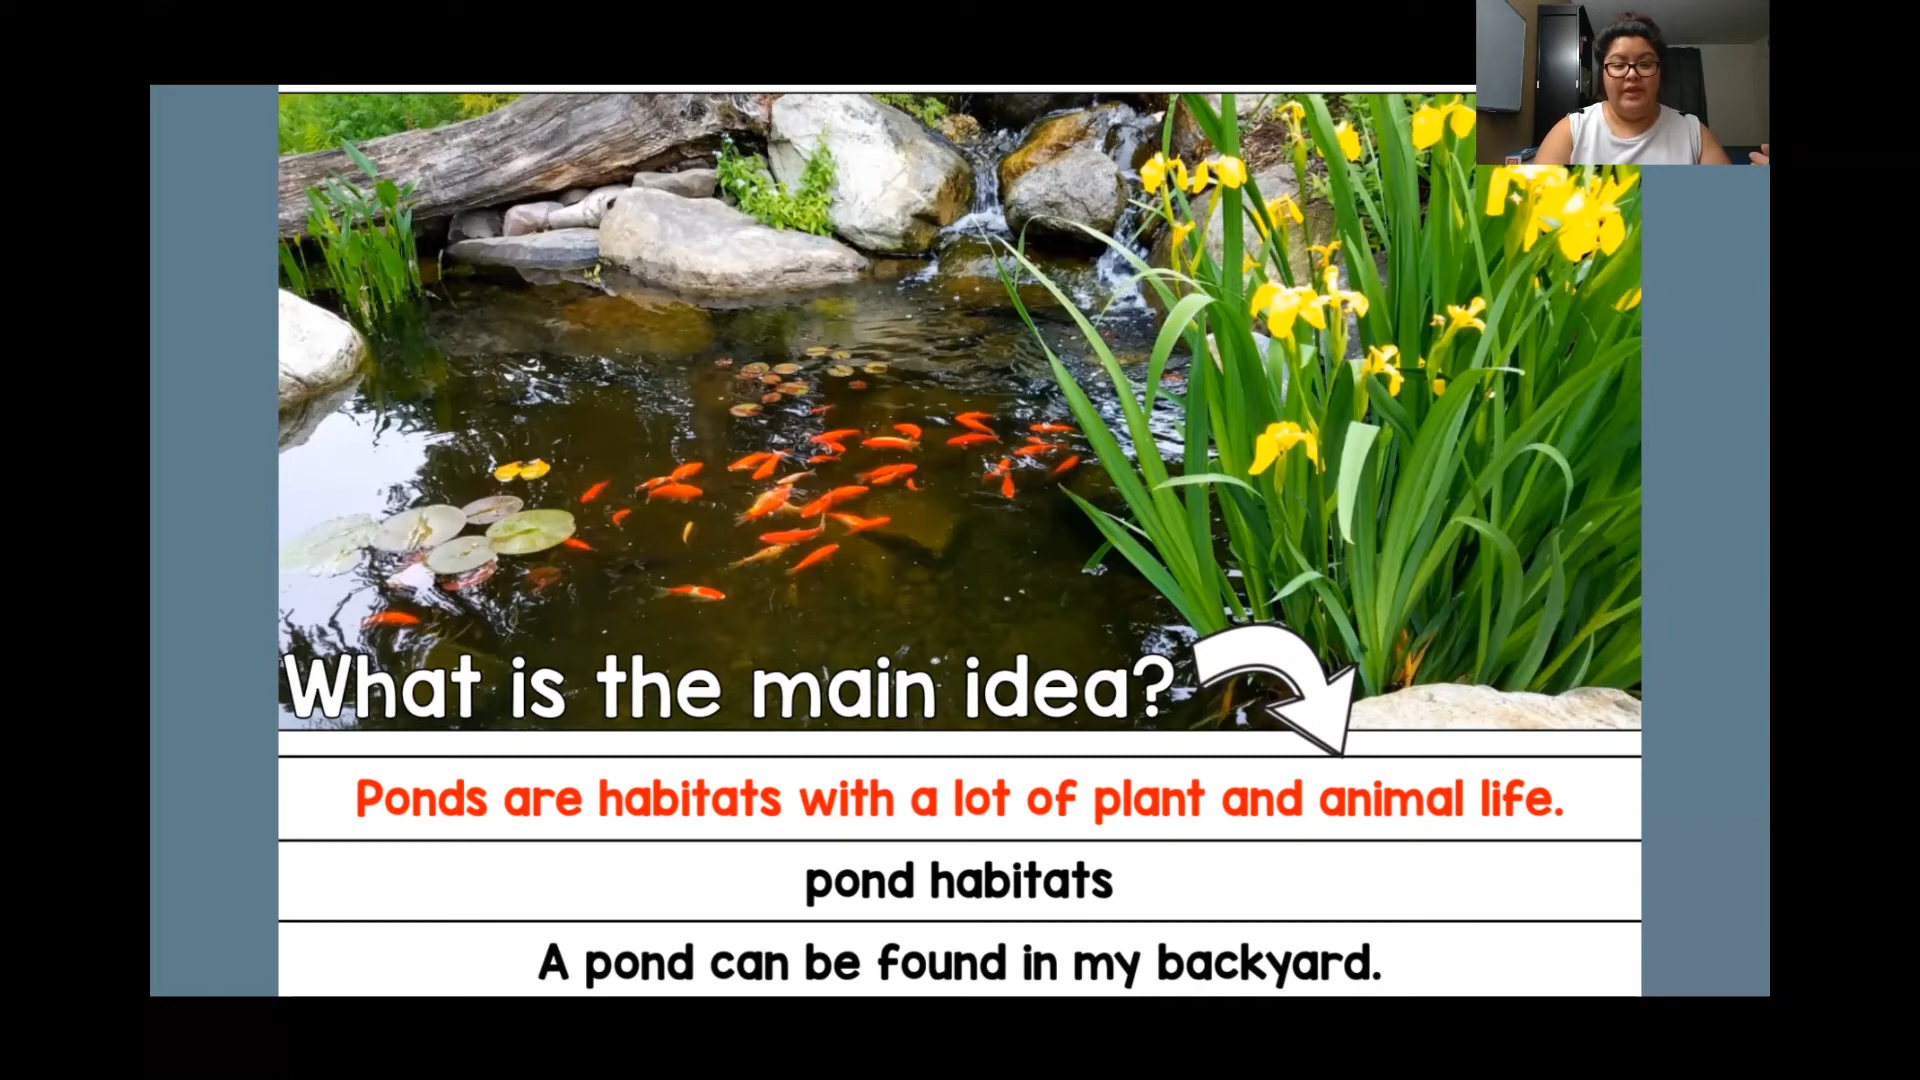 What is the main idea?
Ponds are habitats with a lot of plant and animal life.
pond habitats
A pond can be found in my backyard.